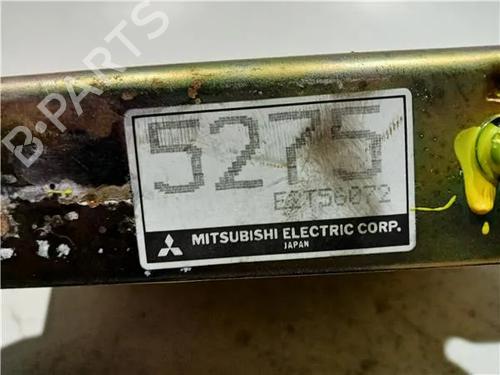 B-PARTS
5275
E2T56072
MITSUBISHI ELECTRIC CORP.
JAPAN